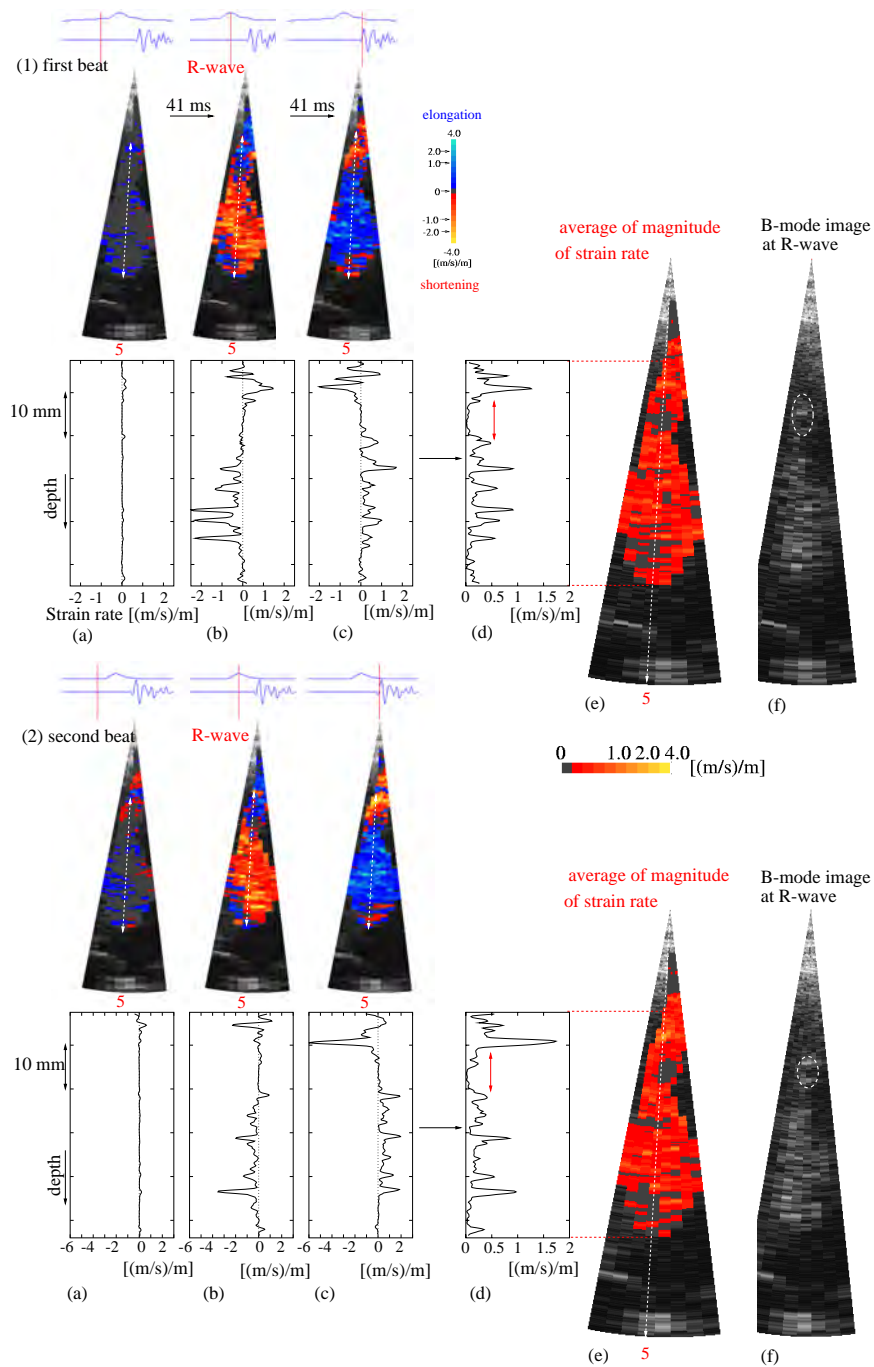 (1) first beat
R-wave
41 ms
41 ms
elongation
4.0
2.0
1.0
0
-1.0
-2.0
-4.0
[(m/s)/m]
shortening
average of magnitude
of strain rate
B-mode image
at R-wave
5
5
5
10 mm
depth
-2 -1 0 1 2
-2 -1 0 1 2
-2 -1 0 1 2
0 0.5 1 1.5 2
Strain rate [(m/s)/m]
[(m/s)/m]
[(m/s)/m]
[(m/s)/m]
(a)
(b)
(c)
(d)
5
(e)
(f)
(2) second beat
R-wave
0 1.0 2.0 4.0
[(m/s)/m]
average of magnitude
of strain rate
B-mode image
at R-wave
5
5
5
10 mm
depth
-6 -4 -2 0 2
-6 -4 -2 0 2
-6 -4 -2 0 2
0 0.5 1 1.5 2
[(m/s)/m]
[(m/s)/m]
[(m/s)/m]
[(m/s)/m]
(a)
(b)
(c)
(d)
5
(e)
(f)